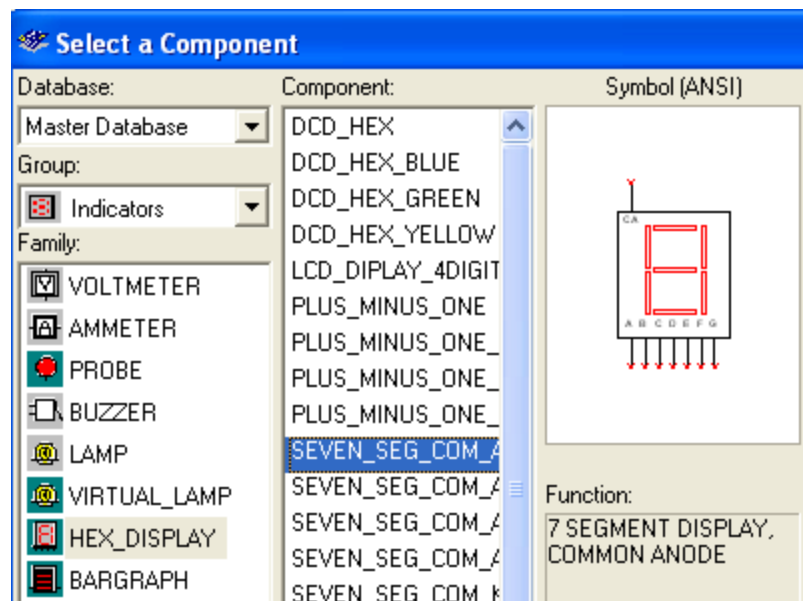 Select a Component
Database:
Master Database
Group:
Indicators
Family:
VOLTMETER
AMMETER
PROBE
BUZZER
LAMP
VIRTUAL_LAMP
HEX_DISPLAY
BARGRAPH
Component:
DCD_HEX
DCD_HEX_BLUE
DCD_HEX_GREEN
DCD_HEX_YELLOW
LCD_DIPLAY_4DIGIT
PLUS_MINUS_ONE
PLUS_MINUS_ONE_
PLUS_MINUS_ONE_
PLUS_MINUS_ONE_
SEVEN_SEG_COM_A
SEVEN_SEG_COM_A
SEVEN_SEG_COM_A
SEVEN_SEG_COM_A
SEVEN_SEG_COM_K
Symbol (ANSI)
CA
A B C D E F G
Function:
7 SEGMENT DISPLAY,
COMMON ANODE